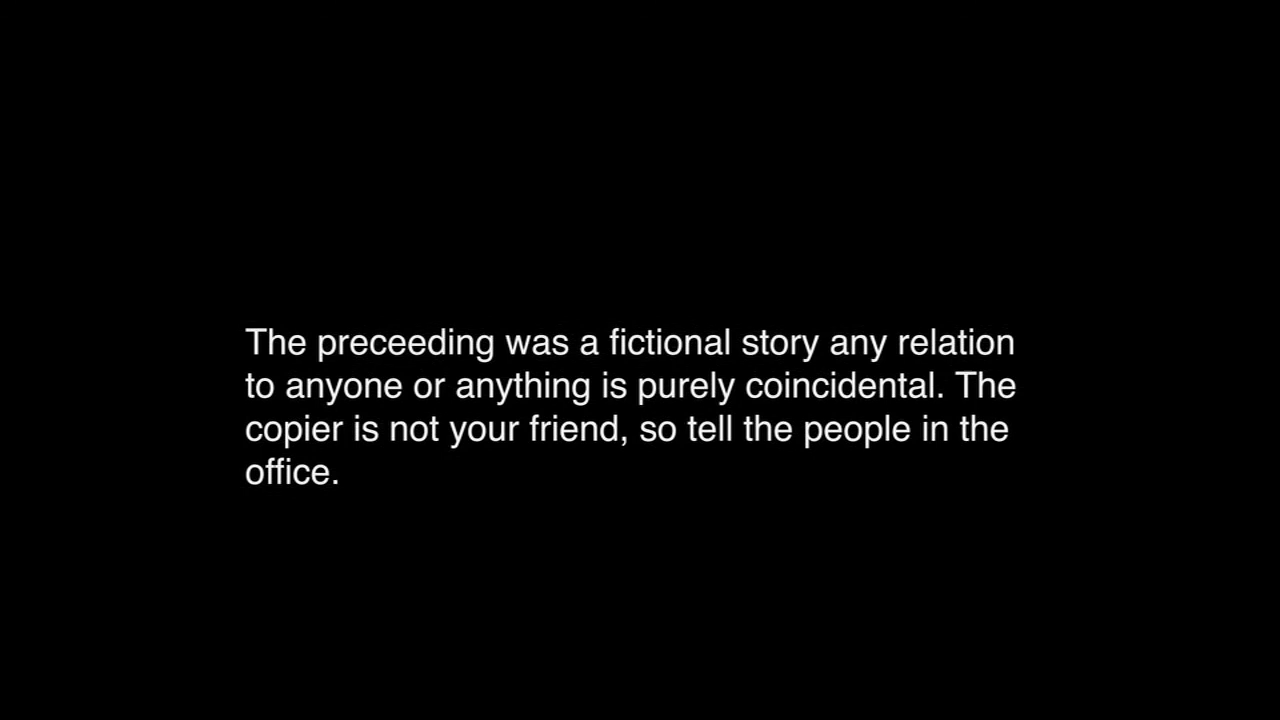 The preceeding was a fictional story any relation
to anyone or anything is purely coincidental. The
copier is not your friend, so tell the people in the
office.